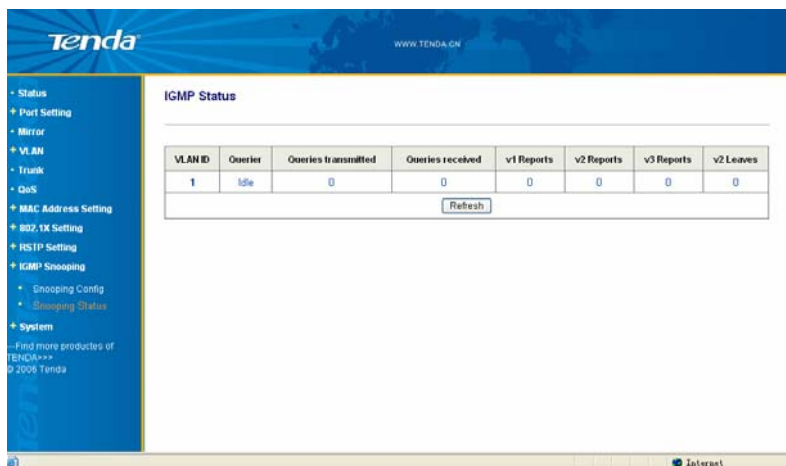 Tenda
WWW.TENDA.CN
Status
Port Setting
Mirror
VLAN
Trunk
QoS
MAC Address Setting
802.1X Setting
RSTP Setting
IGMP Snooping
Snooping Config
Snooping Status
System
---Find more productes of
TENDA>>>
© 2006 Tenda
IGMP Status
VLAN ID Querier Queries transmitted Queries received v1 Reports v2 Reports v3 Reports v2 Leaves
1 Idle 0 0 0 0 0 0
Refresh
Internet